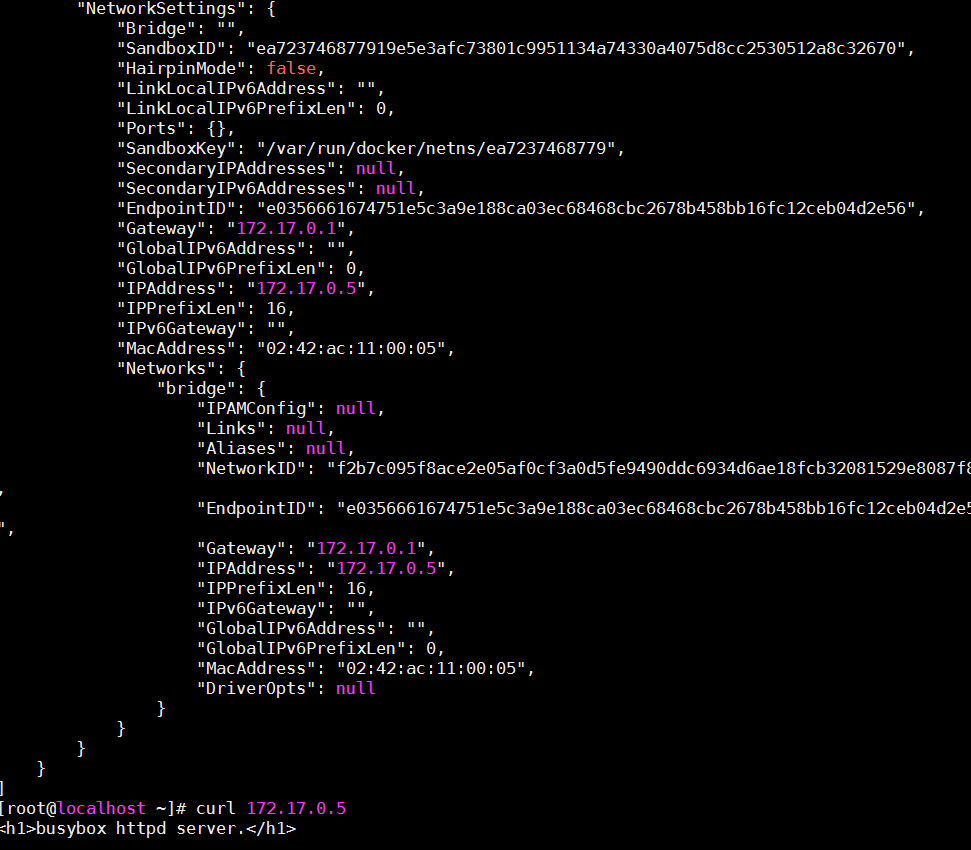 "NetworkSettings": {
"Bridge": "",
"SandboxID": "ea723746877919e5e3afc73801c9951134a74330a4075d8cc2530512a8c32670",
"HairpinMode": false,
"LinkLocalIPv6Address": "",
"LinkLocalIPv6PrefixLen": 0,
"Ports": {},
"SandboxKey": "/var/run/docker/netns/ea7237468779",
"SecondaryIPAddresses": null,
"SecondaryIPv6Addresses": null,
"EndpointID": "e0356661674751e5c3a9e188ca03ec68468cbc2678b458bb16fc12ceb04d2e56",
"Gateway": "172.17.0.1",
"GlobalIPv6Address": "",
"GlobalIPv6PrefixLen": 0,
"IPAddress": "172.17.0.5",
"IPPrefixLen": 16,
"IPv6Gateway": "",
"MacAddress": "02:42:ac:11:00:05",
"Networks": {
"bridge": {
"IPAMConfig": null,
"Links": null,
"Aliases": null,
"NetworkID": "f2b7c095f8ace2e05af0cf3a0d5fe9490ddc6934d6ae18fcb32081529e8087f8
,
"EndpointID": "e0356661674751e5c3a9e188ca03ec68468cbc2678b458bb16fc12ceb04d2e5
",
"Gateway": "172.17.0.1",
"IPAddress": "172.17.0.5",
"IPPrefixLen": 16,
"IPv6Gateway": "",
"GlobalIPv6Address": "",
"GlobalIPv6PrefixLen": 0,
"MacAddress": "02:42:ac:11:00:05",
"DriverOpts": null
}
}
}
}
]
[root@localhost ~]# curl 172.17.0.5
<h1>busybox httpd server.</h1>